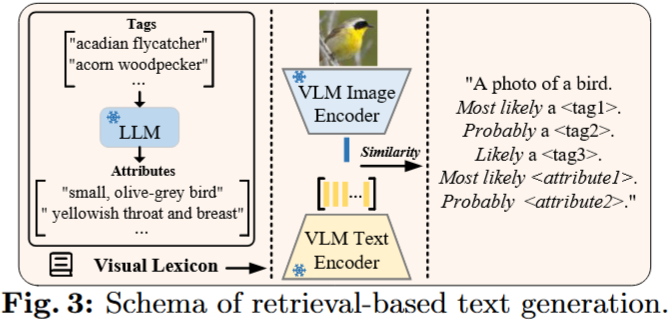 Tags
"acadian flycatcher"
"acorn woodpecker"
...
LLM
Attributes
"small, olive-grey bird"
" yellowish throat and breast"
...
Visual Lexicon
VLM Image
Encoder
Similarity
...
VLM Text
Encoder
"A photo of a bird.
Most likely a <tag1>.
Probably a <tag2>.
Likely a <tag3>.
Most likely <attribute1>.
Probably <attribute2>."
Fig. 3: Schema of retrieval-based text generation.